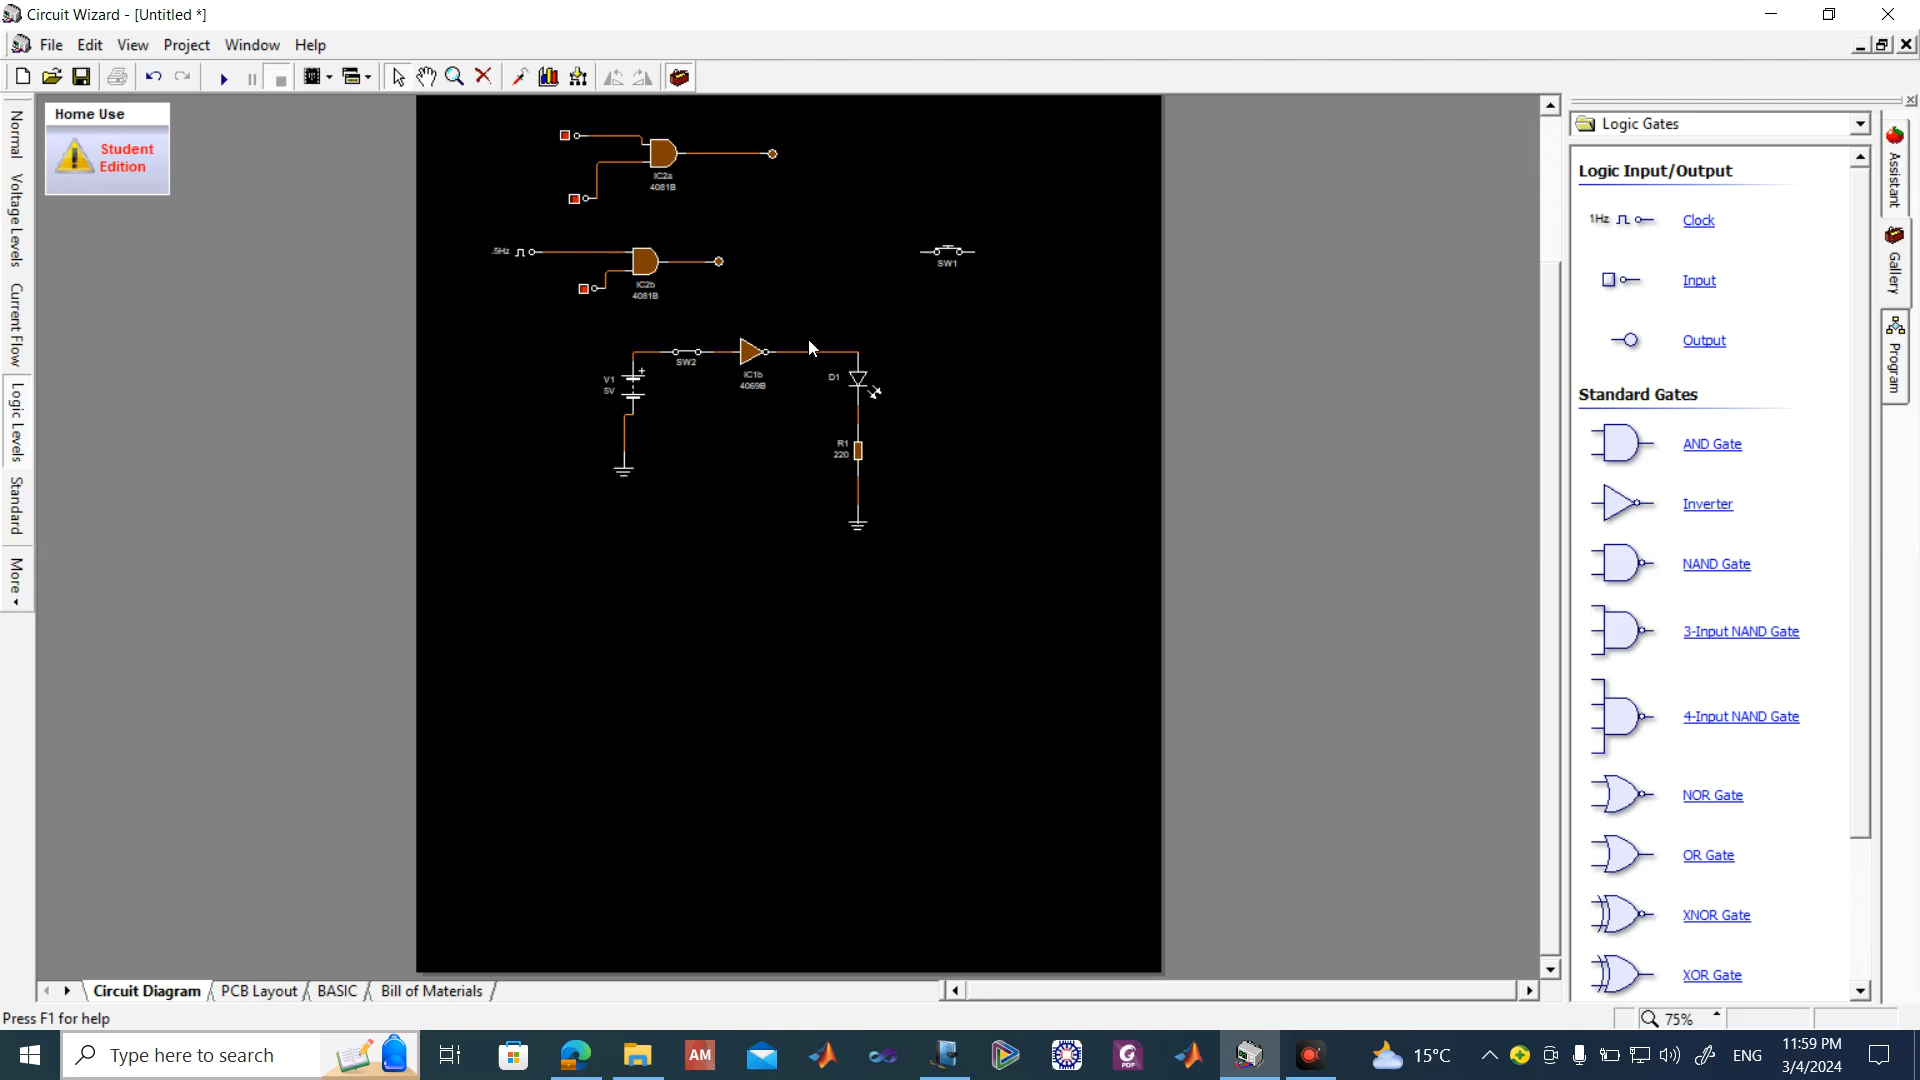 Circuit Wizard - [Untitled *]
File Edit View Project Window Help
Normal
Voltage Levels
Current Flow
Logic Levels
Standard
More
Home Use
Student
Edition
IC2a
4081B
.5Hz
IC2b
4081B
SW1
V1
5V
SW2
IC1b
4069B
D1
R1
220
Logic Gates
Logic Input/Output
1Hz Clock
Input
Output
Standard Gates
AND Gate
Inverter
NAND Gate
3-Input NAND Gate
4-Input NAND Gate
NOR Gate
OR Gate
XNOR Gate
XOR Gate
Assistant
Gallery
Program
Circuit Diagram PCB Layout BASIC Bill of Materials
Press F1 for help
75%
Type here to search
AM
PDF
15°C
ENG
11:59 PM
3/4/2024